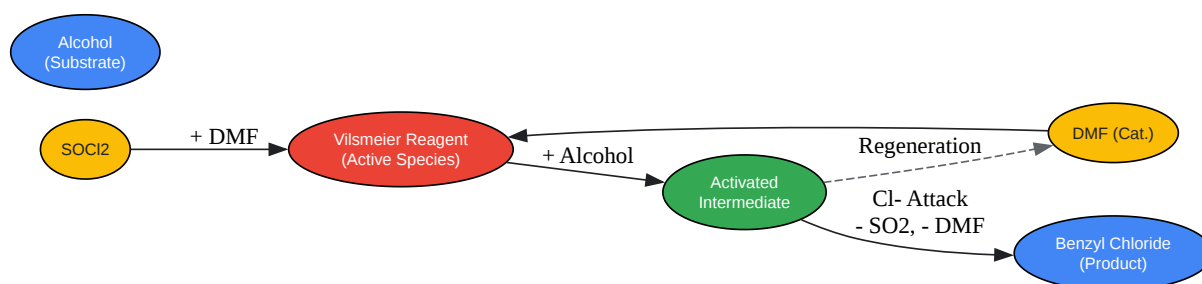 Alcohol
(Substrate)
SOCl2
+ DMF
Vilsmeier Reagent
(Active Species)
+ Alcohol
Activated
Intermediate
Regeneration
DMF (Cat.)
Cl- Attack
- SO2, - DMF
Benzyl Chloride
(Product)